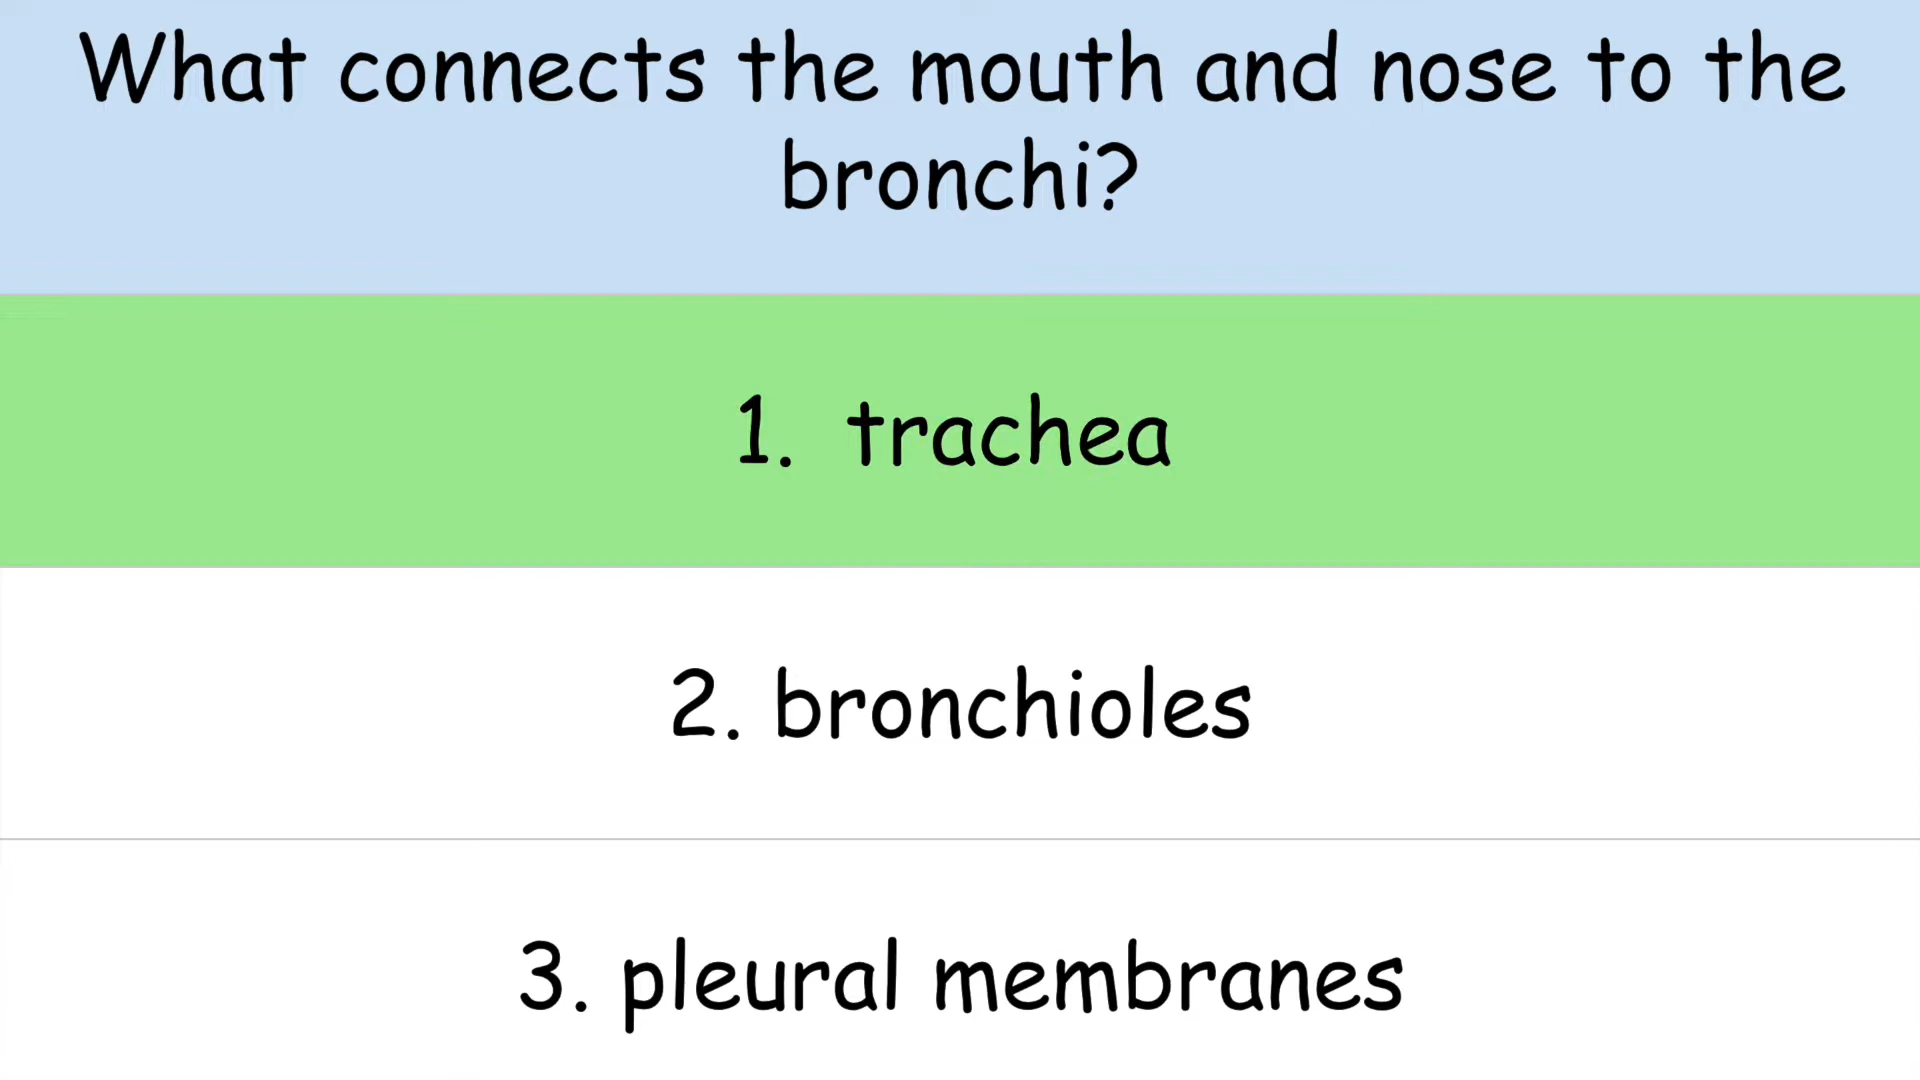 What connects the mouth and nose to the
bronchi?
1. trachea
2. bronchioles
3. pleural membranes